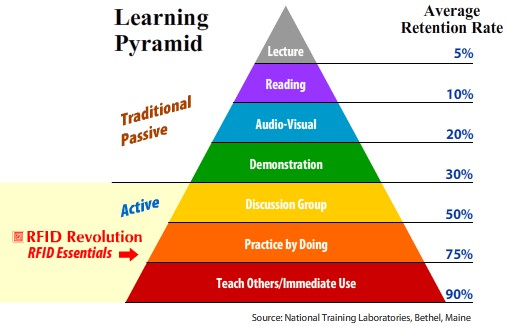 Learning
Pyramid
Average
Retention Rate
Lecture
5%
Reading
10%
Traditional
Passive
Audio-Visual
20%
Demonstration
30%
Active
Discussion Group
50%
RFID Revolution
RFID Essentials
Practice by Doing
75%
Teach Others/Immediate Use
90%
Source: National Training Laboratories, Bethel, Maine